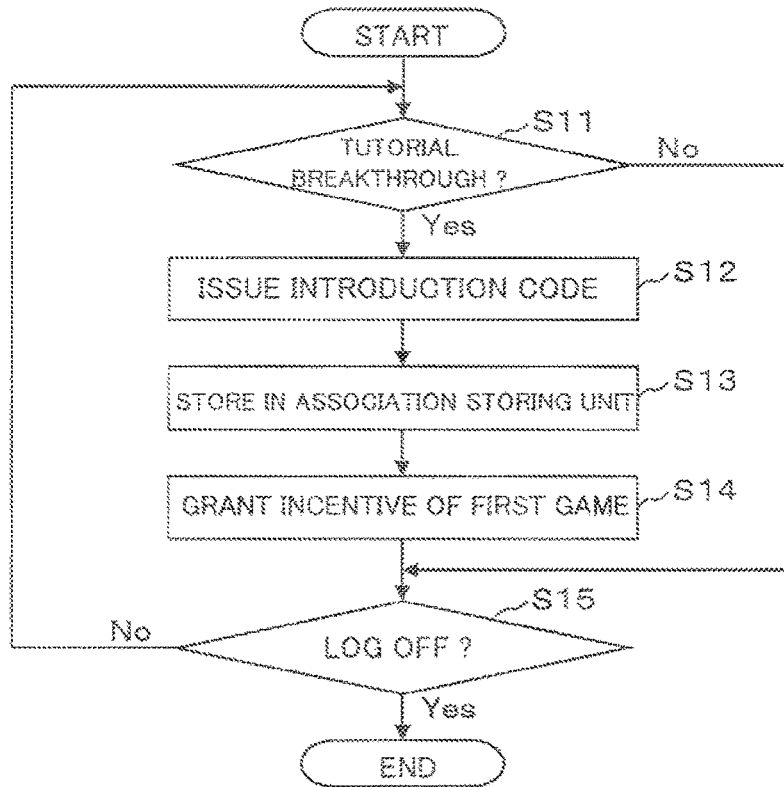 START
S11
TUTORIAL
BREAKTHROUGH ?
No
Yes
ISSUE INTRODUCTION CODE
S12
STORE IN ASSOCIATION STORING UNIT
S13
GRANT INCENTIVE OF FIRST GAME
S14
S15
No
LOG OFF ?
Yes
END